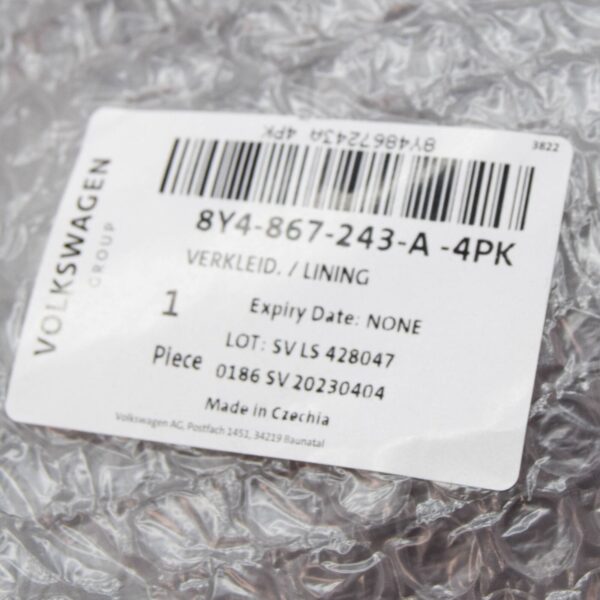 8Y4867243A 4PK
3822
8Y4-867-243-A -4PK
VERKLEID. / LINING
VOLKSWAGEN
GROUP
1
Piece
Expiry Date: NONE
LOT: SV LS 428047
0186 SV 20230404
Made in Czechia
Volkswagen AG, Postfach 1451, 34219 Baunatal